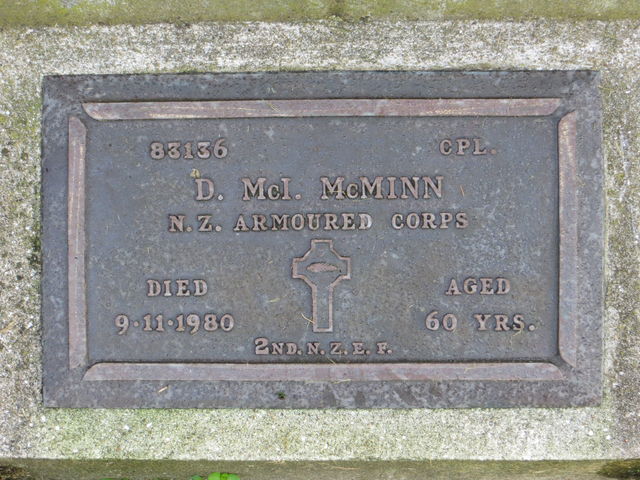 83136 CPL.
D. McI. McMINN
N.Z. ARMOURED CORPS
DIED AGED
9·11·1980 60 YRS.
2ND. N.Z.E.F.